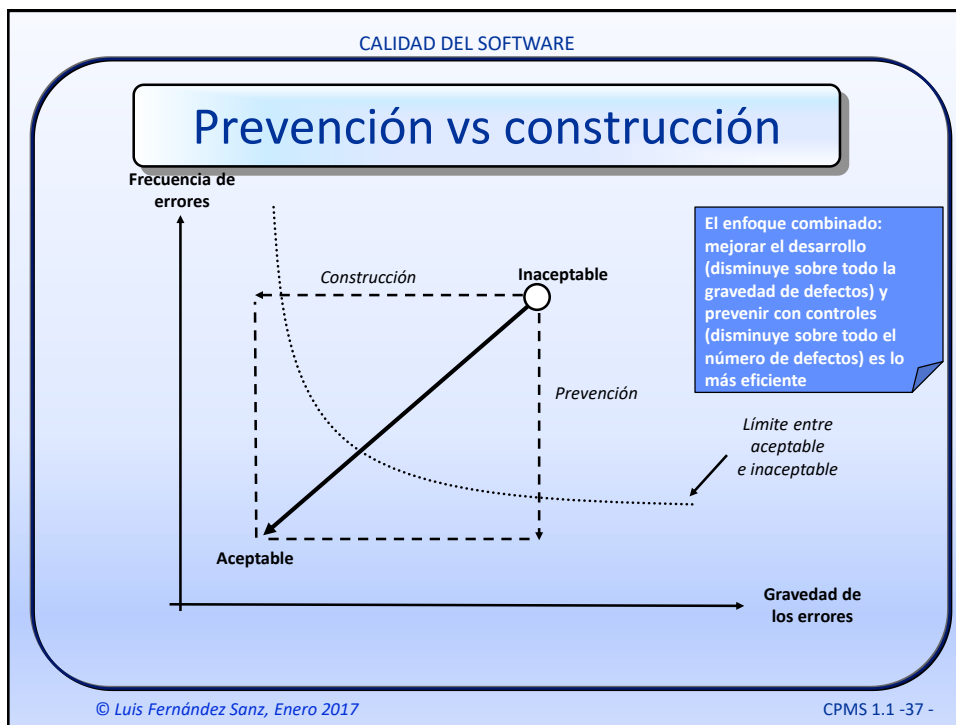 CALIDAD DEL SOFTWARE
Prevención vs construcción
Frecuencia de
errores
El enfoque combinado:
mejorar el desarrollo
(disminuye sobre todo la
gravedad de defectos) y
prevenir con controles
(disminuye sobre todo el
número de defectos) es lo
más eficiente
Construcción
Inaceptable
Prevención
Límite entre
aceptable
e inaceptable
Aceptable
Gravedad de
los errores
© Luis Fernández Sanz, Enero 2017
CPMS 1.1 -37 -